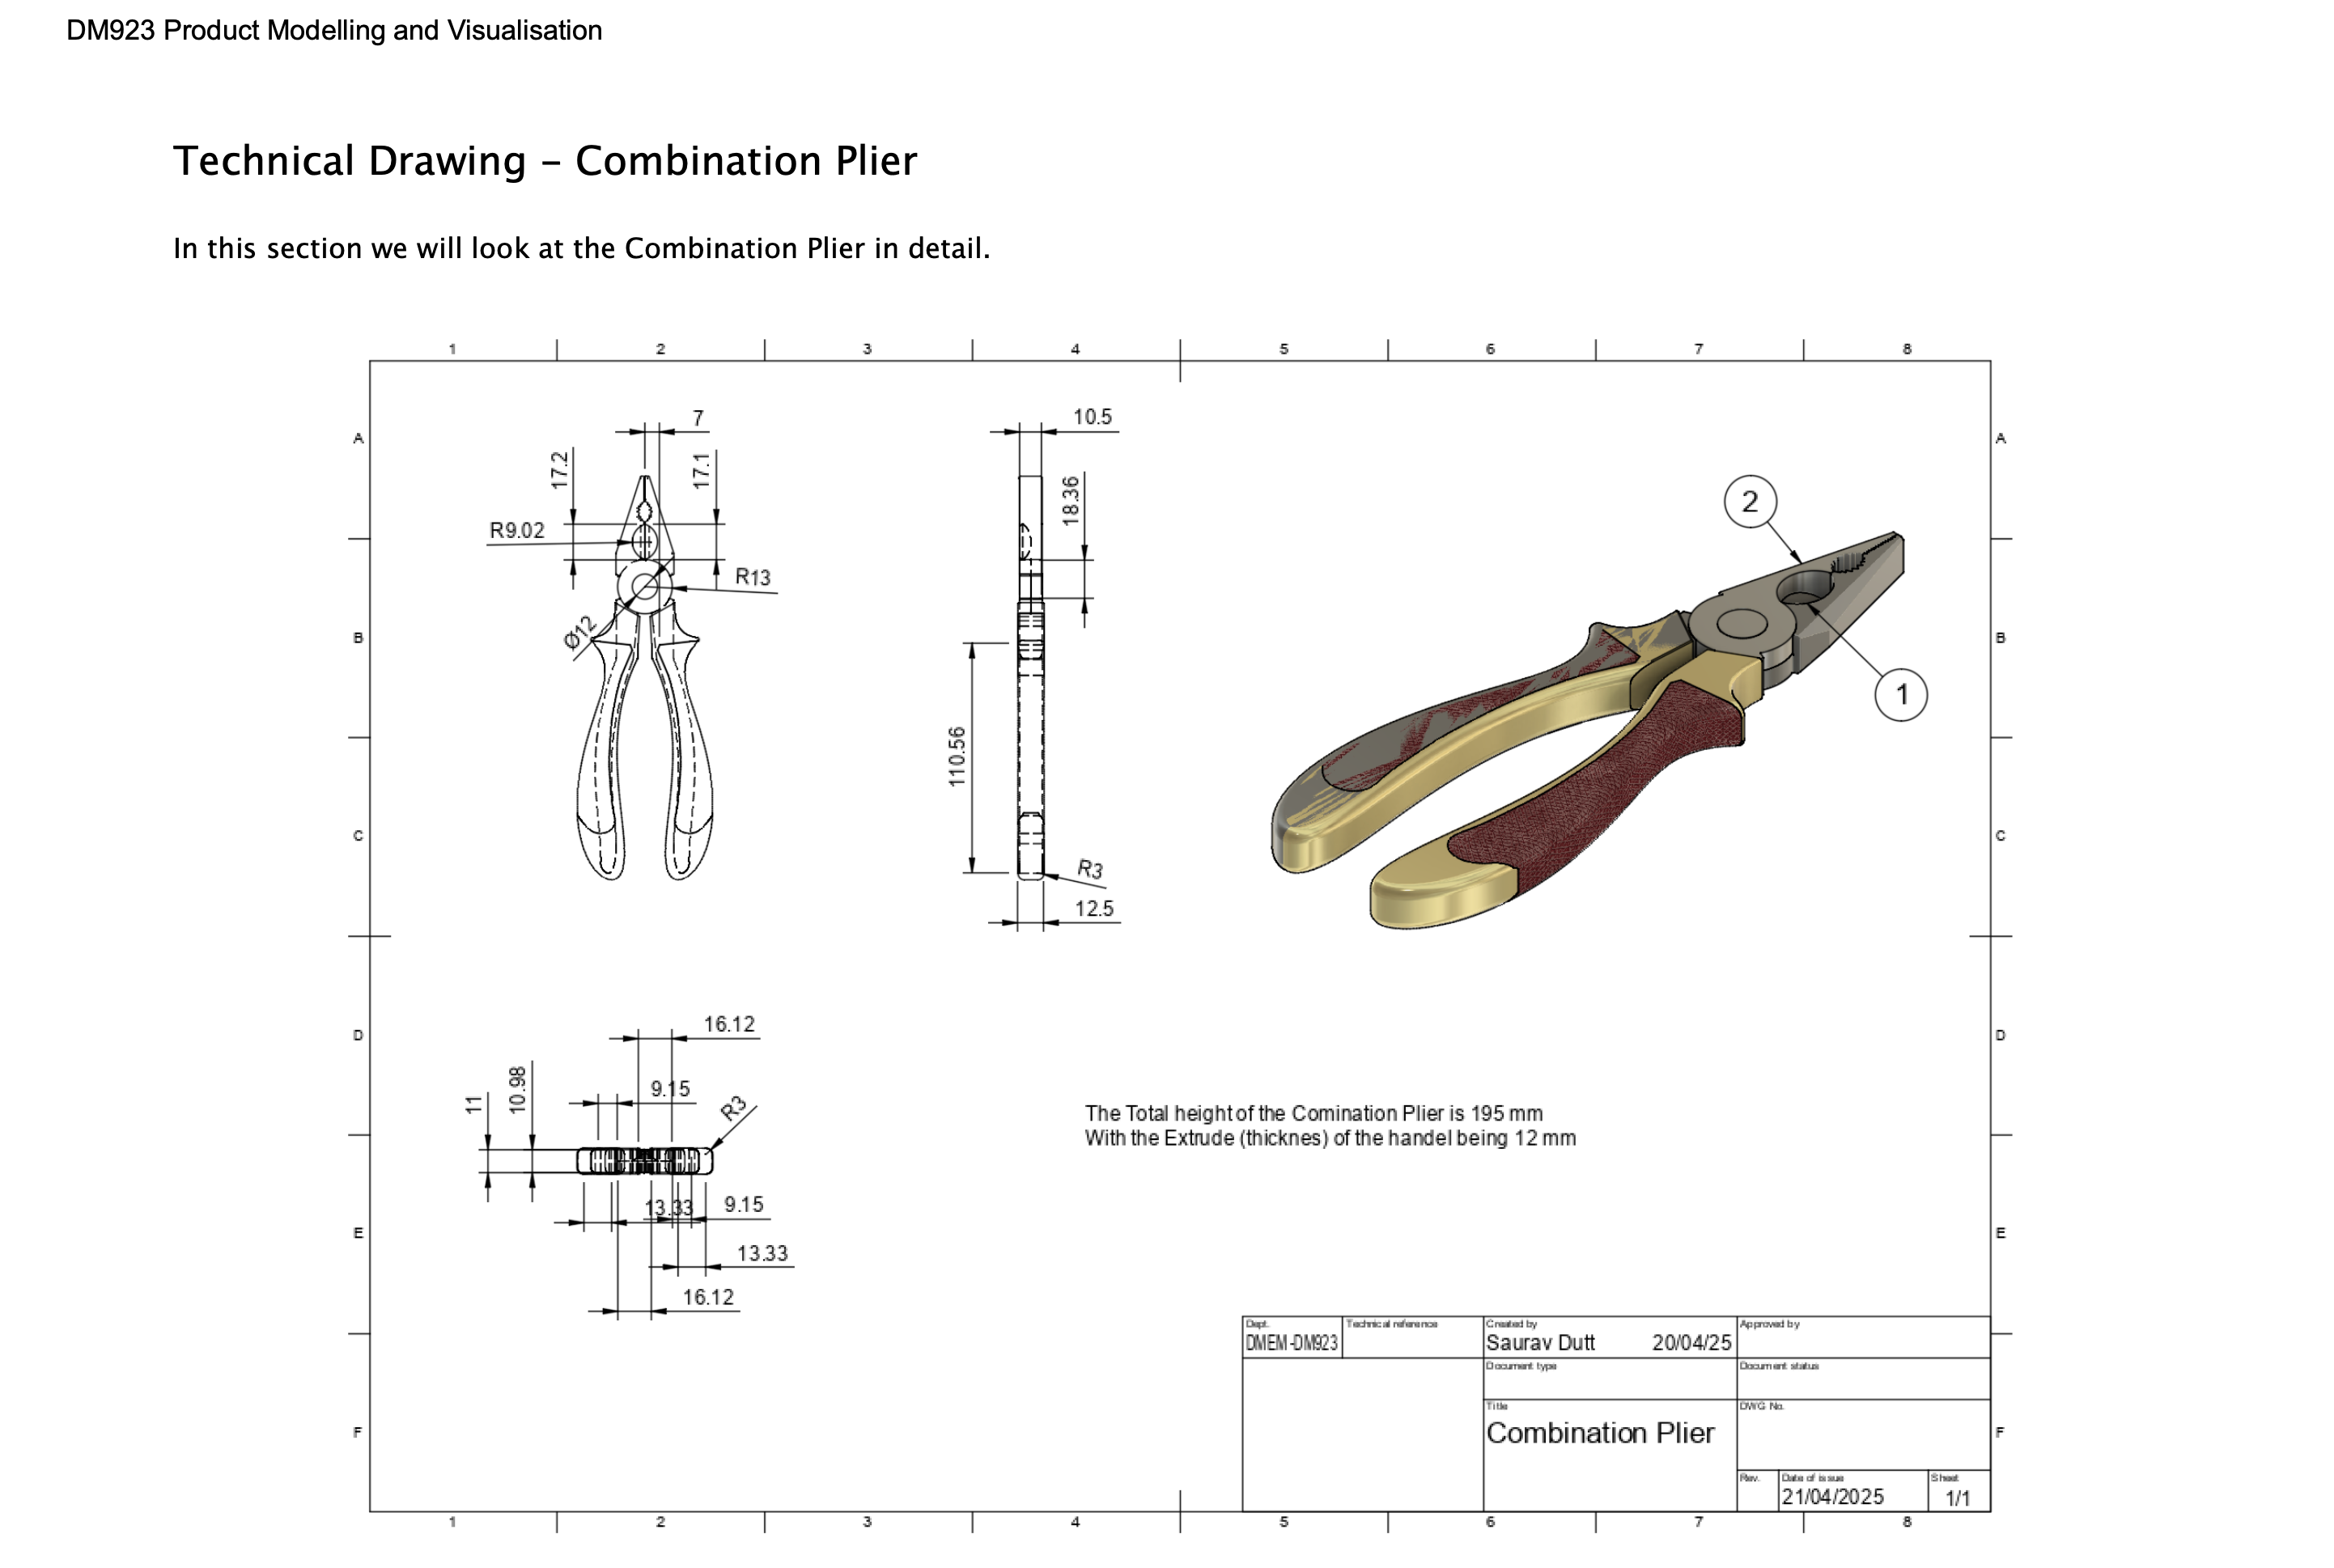 DM923 Product Modelling and Visualisation
Technical Drawing – Combination Plier
In this section we will look at the Combination Plier in detail.
1 2 3 4 5 6 7 8
A
A
7
10.5
17.2
17.1
18.36
2
R9.02
R13
Ø12
B
B
1
110.56
C
C
R3
12.5
D
D
16.12
9.15
R3
11
10.98
The Total height of the Comination Plier is 195 mm
With the Extrude (thicknes) of the handel being 12 mm
13.33
9.15
E
E
13.33
16.12
Dept.
DMEM-DM923
Technical reference
Created by
Saurav Dutt 20/04/25
Approved by
Document type
Document status
Title
Combination Plier
DWG No.
F
F
Rev.
Date of issue
21/04/2025
Sheet
1/1
1 2 3 4 5 6 7 8